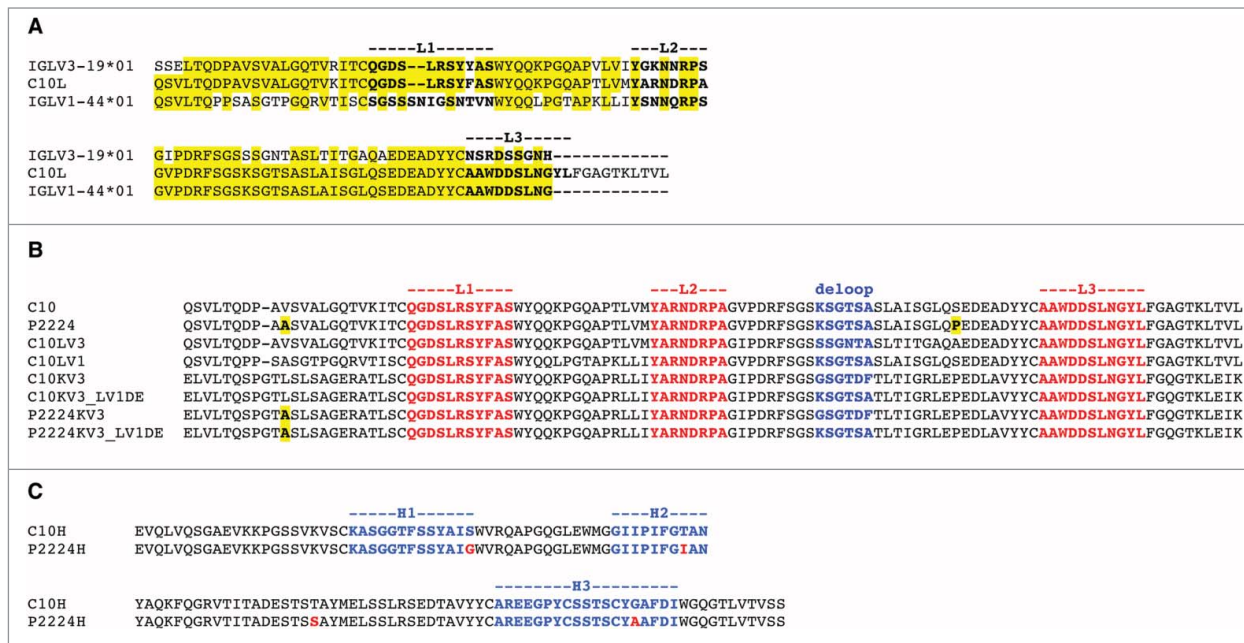 A
-----L1------ ---L2---
IGLV3-19*01 SSELTQDPAVSVALGQTVRITCQGDS--LRSYYASWYQQKPGQAPVLVIYGKNNRPS
C10L QSVLTQDPAVSVALGQTVKITCQGDS--LRSYFASWYQQKPGQAPTLVMYARNDRPA
IGLV1-44*01 QSVLTQPPSASGTPGQRVTISCSGSSSNIGSNTVNWYQQLPGTAPKLLIYSNNQRPS
----L3-----
IGLV3-19*01 GIPDRFSGSSSGNTASLTITGAQAEDEADYYCNSRDSSGNH------------
C10L GVPDRFSGSKSGTSASLAISGLQSEDEADYYCAAWDDSLNGYLFGAGTKLTVL
IGLV1-44*01 GVPDRFSGSKSGTSASLAISGLQSEDEADYYCAAWDDSLNG------------
B
-----L1---- ---L2--- deloop ----L3-----
C10 QSVLTQDP-AVSVALGQTVKITCQGDSLRSYFASWYQQKPGQAPTLVMYARNDRPAGVPDRFSGSKSGTSASLAISGLQSEDEADYYCAAWDDSLNGYLFGAGTKLTVL
P2224 QSVLTQDP-AASVALGQTVKITCQGDSLRSYFASWYQQKPGQAPTLVMYARNDRPAGVPDRFSGSKSGTSASLAISGLQPEDEADYYCAAWDDSLNGYLFGAGTKLTVL
C10LV3 QSVLTQDP-AVSVALGQTVKITCQGDSLRSYFASWYQQKPGQAPTLVMYARNDRPAGIPDRFSGSSSGNTASLTITGAQAEDEADYYCAAWDDSLNGYLFGAGTKLTVL
C10LV1 QSVLTQPP-SASGTPGQRVTISCQGDSLRSYFASWYQQLPGTAPKLLIYARNDRPAGVPDRFSGSKSGTSASLAISGLQSEDEADYYCAAWDDSLNGYLFGAGTKLTVL
C10KV3 ELVLTQSPGTLSLSAGERATLSCQGDSLRSYFASWYQQKPGQAPRLLIYARNDRPAGIPDRFSGSGSGTDFTLTIGRLEPEDLAVYYCAAWDDSLNGYLFGQGTKLEIK
C10KV3_LV1DE ELVLTQSPGTLSLSAGERATLSCQGDSLRSYFASWYQQKPGQAPRLLIYARNDRPAGIPDRFSGSKSGTSATLTIGRLEPEDLAVYYCAAWDDSLNGYLFGQGTKLEIK
P2224KV3 ELVLTQSPGTASLSAGERATLSCQGDSLRSYFASWYQQKPGQAPRLLIYARNDRPAGIPDRFSGSGSGTDFTLTIGRLEPEDLAVYYCAAWDDSLNGYLFGQGTKLEIK
P2224KV3_LV1DE ELVLTQSPGTASLSAGERATLSCQGDSLRSYFASWYQQKPGQAPRLLIYARNDRPAGIPDRFSGSKSGTSATLTIGRLEPEDLAVYYCAAWDDSLNGYLFGQGTKLEIK
C
-----H1------ ----H2----
C10H EVQLVQSGAEVKKPGSSVKVSCKASGGTFSSYAISWVRQAPGQGLEWMGGIIPIFGTAN
P2224H EVQLVQSGAEVKKPGSSVKVSCKASGGTFSSYAIGWVRQAPGQGLEWMGGIIPIFGIAN
--------H3---------
C10H YAQKFQGRVTITADESTSTAYMELSSLRSEDTAVYYCAREEGPYCSSTSCYGAFDIWGQGTLVTVSS
P2224H YAQKFQGRVTITADESTSSAYMELSSLRSEDTAVYYCAREEGPYCSSTSCYAAFDIWGQGTLVTVSS